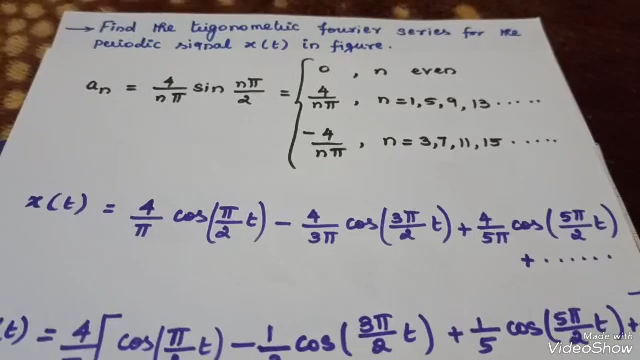 → Find the trigonometric fourier series for the
periodic signal x(t) in figure.
aₙ = 4/nπ sin nπ/2 = { 0 , n even
4/nπ , n=1,5,9,13 ·····
-4/nπ , n=3,7,11,15 ·····
x(t) = 4/π cos(π/2 t) - 4/3π cos(3π/2 t) + 4/5π cos(5π/2 t)
+ ······
(t) = 4 [cos(π t) - 1 cos(3π/2 t) + 1/5 cos(5π/2 t) +
Made with
VideoShow